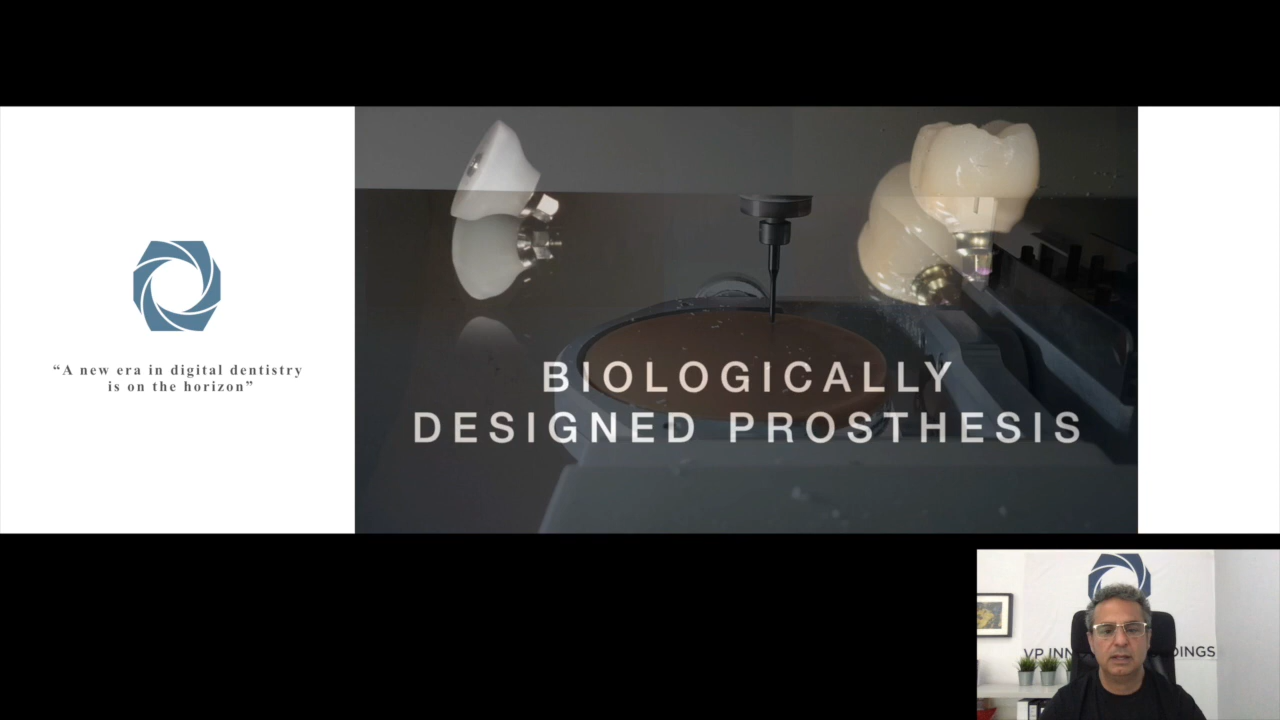 “A new era in digital dentistry
is on the horizon”
BIOLOGICALLY
DESIGNED PROSTHESIS
VP INN DINGS